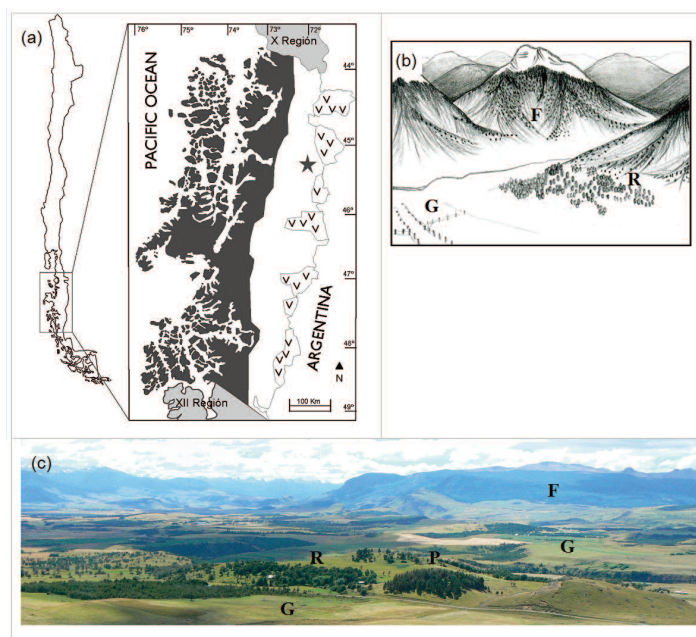 (a)
76° 75° 74° 73° 72°
X Región
44°
45°
46°
47°
48°
49°
PACIFIC OCEAN
ARGENTINA
N
100 Km
XII Región
(b)
F
R
G
(c)
F
G
R
P
G